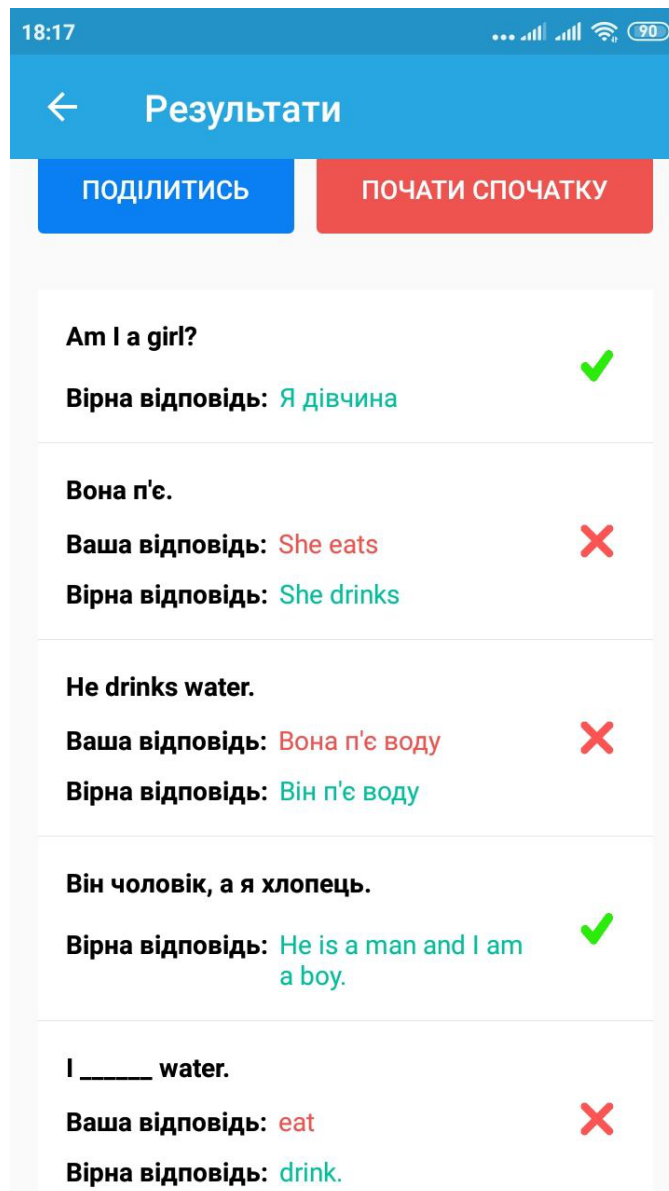 18:17
90
Результати
ПОДІЛИТИСЬ
ПОЧАТИ СПОЧАТКУ
Am I a girl?
Вірна відповідь: Я дівчина
Вона п'є.
Ваша відповідь: She eats
Вірна відповідь: She drinks
He drinks water.
Ваша відповідь: Вона п'є воду
Вірна відповідь: Він п'є воду
Він чоловік, а я хлопець.
Вірна відповідь: He is a man and I am
a boy.
I ______ water.
Ваша відповідь: eat
Вірна відповідь: drink.